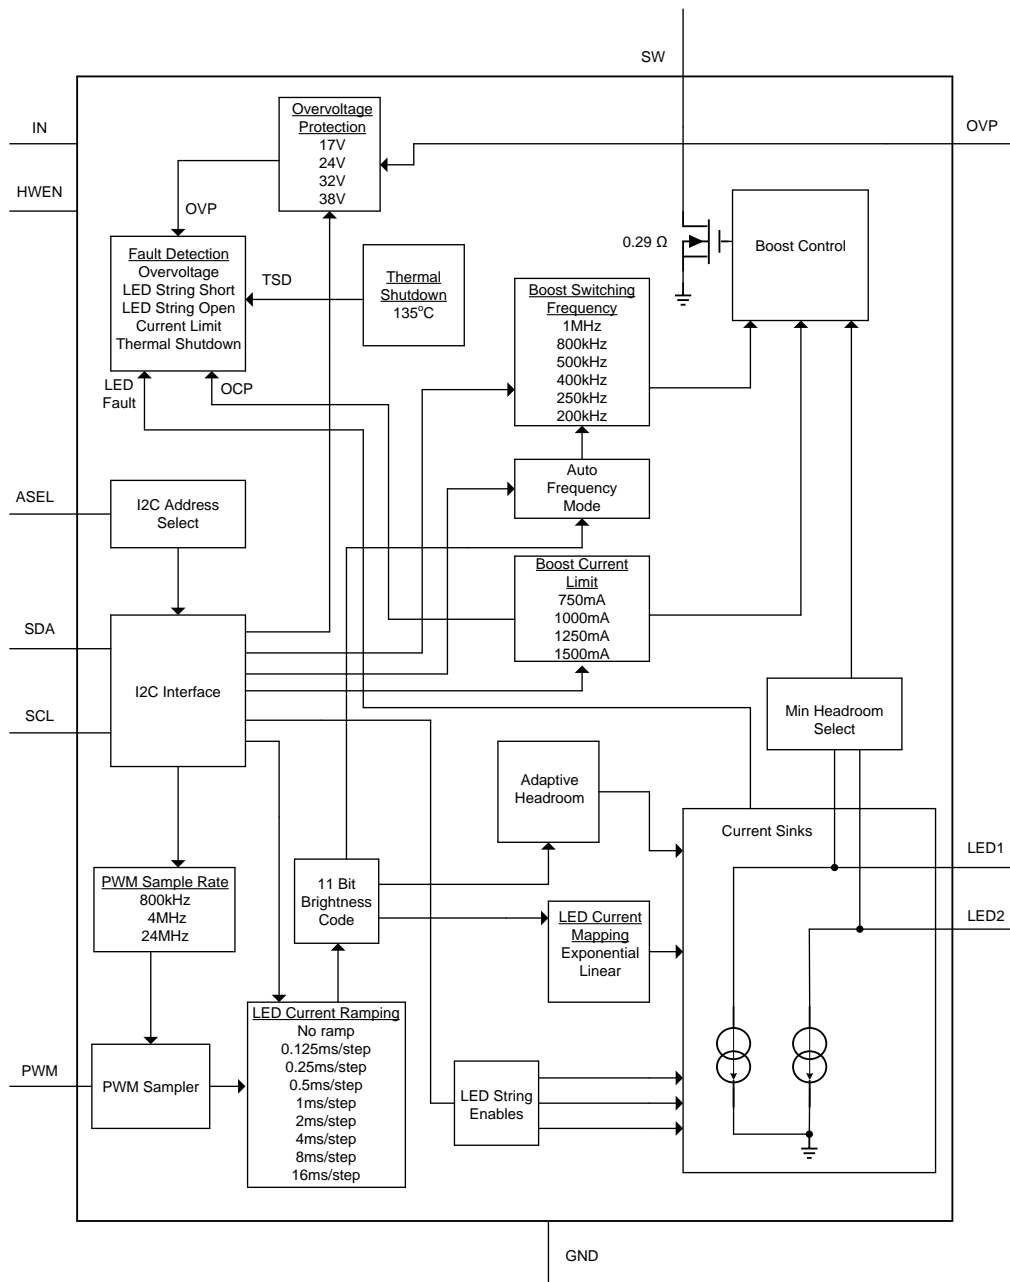 SW
IN
OVP
HWEN
Overvoltage
Protection
17V
24V
32V
38V
OVP
Fault Detection
Overvoltage
LED String Short
LED String Open
Current Limit
Thermal Shutdown
TSD
Thermal
Shutdown
135°C
0.29 Ω
Boost Control
Boost Switching
Frequency
1MHz
800kHz
500kHz
400kHz
250kHz
200kHz
LED
Fault
OCP
Auto
Frequency
Mode
ASEL
I2C Address
Select
Boost Current
Limit
750mA
1000mA
1250mA
1500mA
SDA
I2C Interface
SCL
Min Headroom
Select
Adaptive
Headroom
Current Sinks
LED1
LED2
PWM Sample Rate
800kHz
4MHz
24MHz
11 Bit
Brightness
Code
LED Current
Mapping
Exponential
Linear
LED Current Ramping
No ramp
0.125ms/step
0.25ms/step
0.5ms/step
1ms/step
2ms/step
4ms/step
8ms/step
16ms/step
PWM
PWM Sampler
LED String
Enables
GND